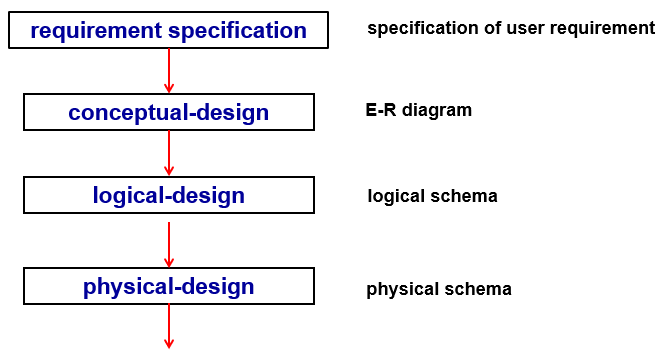 requirement specification
specification of user requirement
conceptual-design
E-R diagram
logical-design
logical schema
physical-design
physical schema